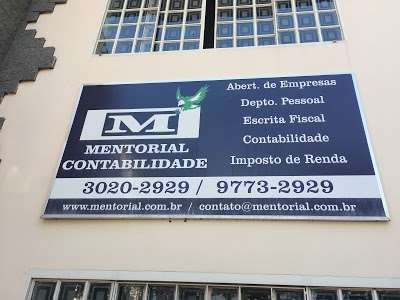 M
MENTORIAL
CONTABILIDADE
Abert. de Empresas
Depto. Pessoal
Escrita Fiscal
Contabilidade
Imposto de Renda
3020-2929 / 9773-2929
www.mentorial.com.br / contato@mentorial.com.br